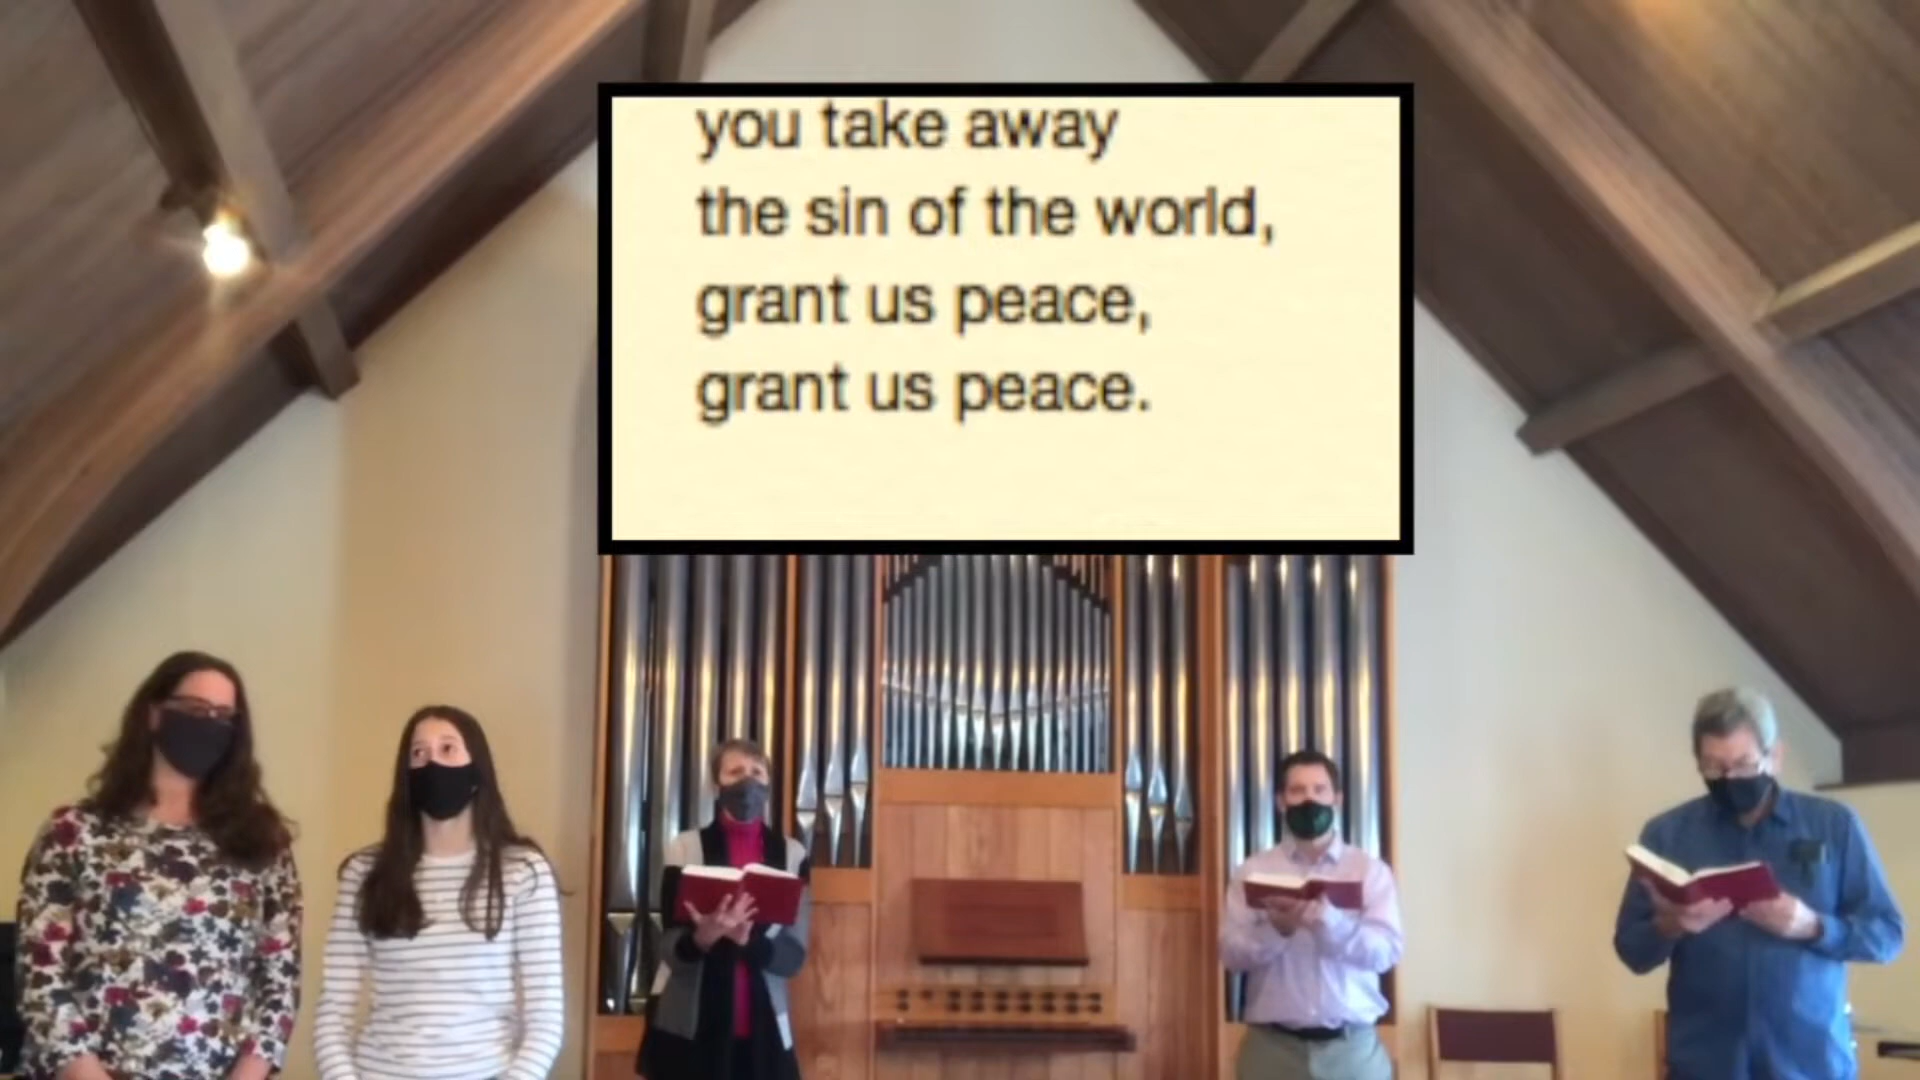 you take away
the sin of the world,
grant us peace,
grant us peace.